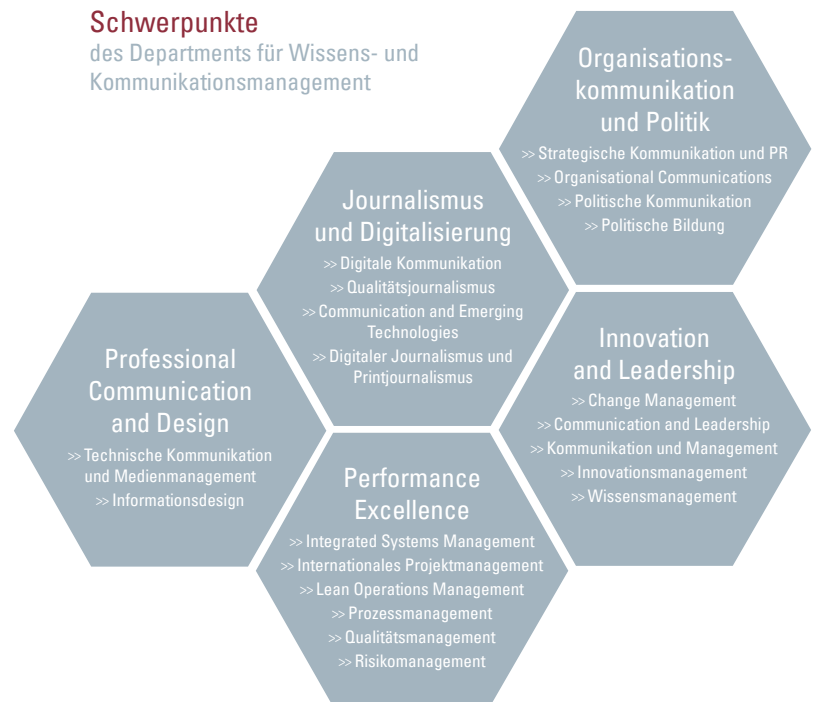 Schwerpunkte
des Departments für Wissens- und
Kommunikationsmanagement
Organisations-
kommunikation
und Politik
>> Strategische Kommunikation und PR
>> Organisational Communications
>> Politische Kommunikation
>> Politische Bildung
Journalismus
und Digitalisierung
>> Digitale Kommunikation
>> Qualitätsjournalismus
>> Communication and Emerging
Technologies
>> Digitaler Journalismus und
Printjournalismus
Innovation
and Leadership
>> Change Management
>> Communication and Leadership
>> Kommunikation und Management
>> Innovationsmanagement
>> Wissensmanagement
Professional
Communication
and Design
>> Technische Kommunikation
und Medienmanagement
>> Informationsdesign
Performance
Excellence
>> Integrated Systems Management
>> Internationales Projektmanagement
>> Lean Operations Management
>> Prozessmanagement
>> Qualitätsmanagement
>> Risikomanagement